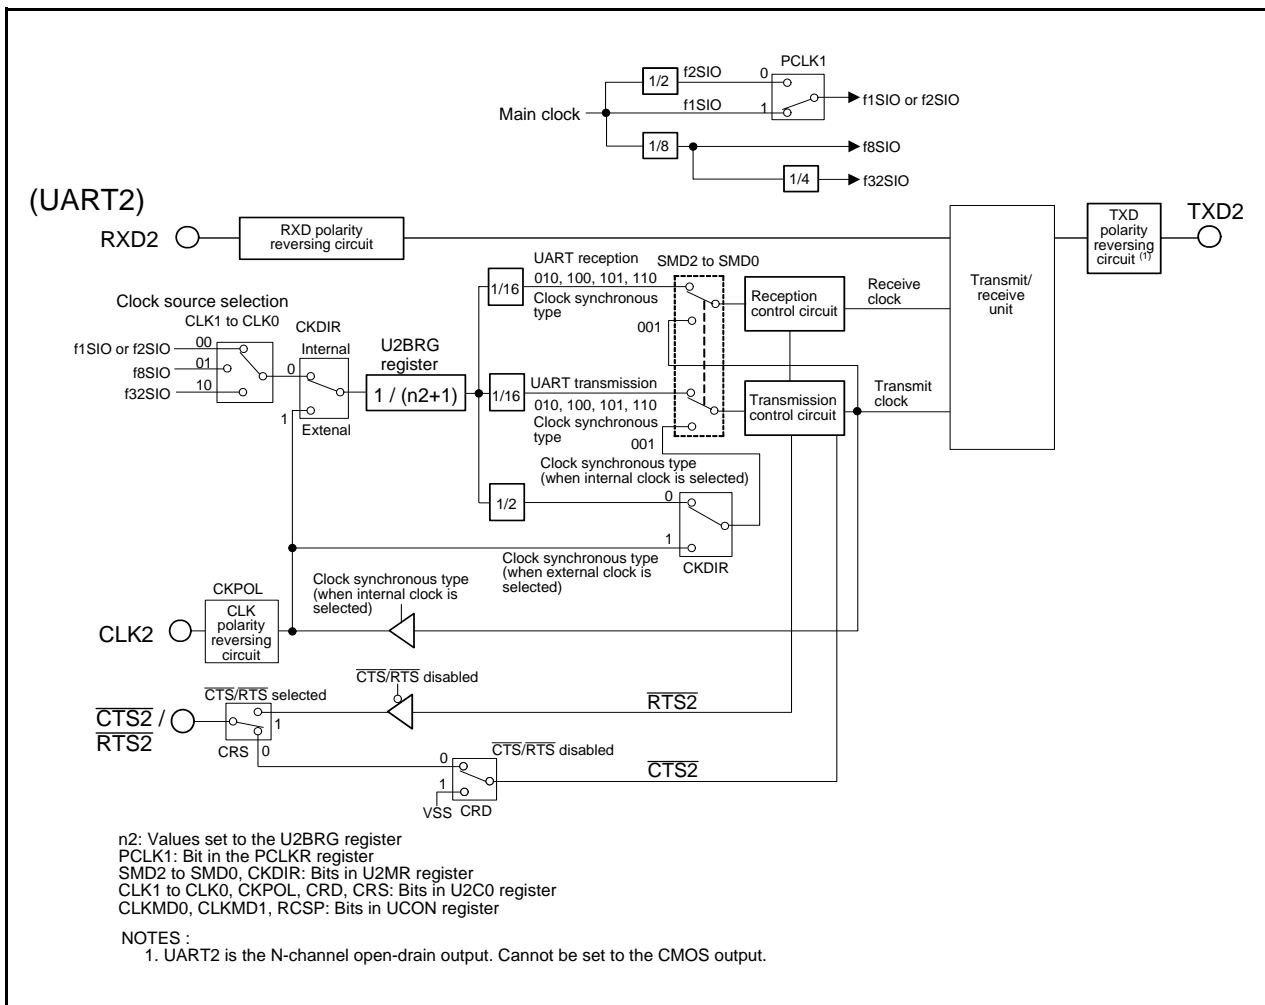 PCLK1
1/2
f2SIO
0
Main clock
f1SIO
1
f1SIO or f2SIO
1/8
f8SIO
1/4
f32SIO
(UART2)
RXD2
RXD polarity
reversing circuit
TXD
polarity
reversing
circuit (1)
TXD2
Transmit/
receive
unit
UART reception
SMD2 to SMD0
1/16
010, 100, 101, 110
Clock synchronous
type
001
Reception
control circuit
Receive
clock
Clock source selection
CLK1 to CLK0
CKDIR
f1SIO or f2SIO
00
Internal
f8SIO
01
0
f32SIO
10
1
Extenal
U2BRG
register
1 / (n2+1)
1/16
UART transmission
010, 100, 101, 110
Clock synchronous
type
001
Transmission
control circuit
Transmit
clock
Clock synchronous type
(when internal clock is selected)
1/2
0
1
CKDIR
Clock synchronous type
(when external clock is
selected)
Clock synchronous type
(when internal clock is
selected)
CKPOL
CLK2
CLK
polarity
reversing
circuit
CTS/RTS disabled
CTS/RTS selected
CTS2 /
RTS2
1
CRS
0
RTS2
CTS/RTS disabled
0
1
VSS
CRD
CTS2
n2: Values set to the U2BRG register
PCLK1: Bit in the PCLKR register
SMD2 to SMD0, CKDIR: Bits in U2MR register
CLK1 to CLK0, CKPOL, CRD, CRS: Bits in U2C0 register
CLKMD0, CLKMD1, RCSP: Bits in UCON register
NOTES :
1. UART2 is the N-channel open-drain output. Cannot be set to the CMOS output.